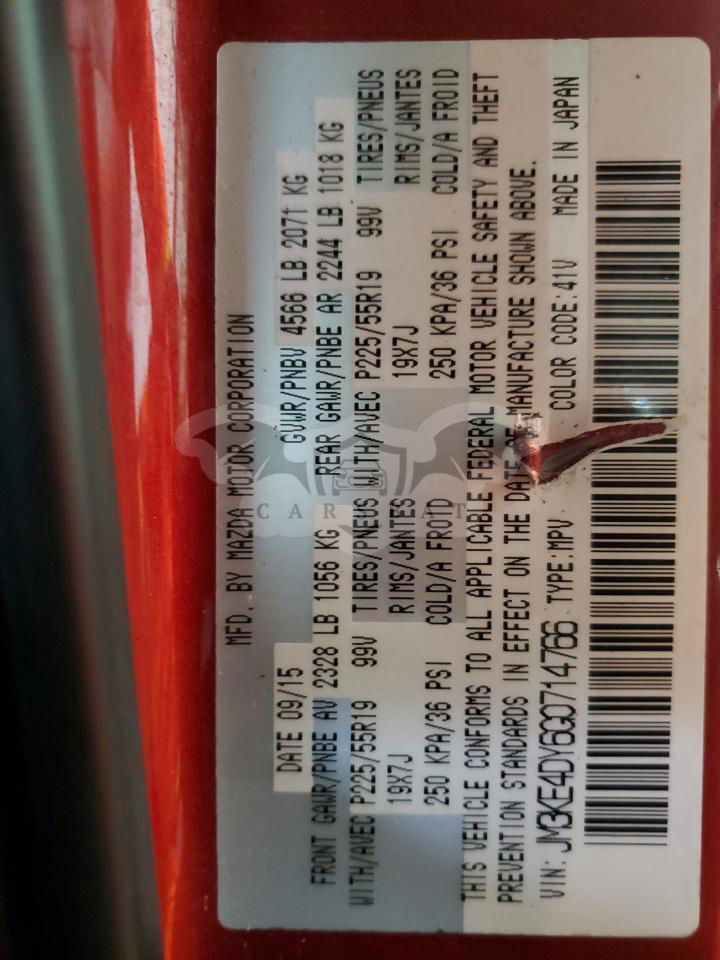 MFD. BY MAZDA MOTOR CORPORATION
DATE 09/15 GVWR/PNBV 4566 LB 2071 KG
FRONT GAWR/PNBE AV 2328 LB 1056 KG REAR GAWR/PNBE AR 2244 LB 1018 KG
WITH/AVEC P225/55R19 99V TIRES/PNEUS WITH/AVEC P225/55R19 99V TIRES/PNEUS
19X7J RIMS/JANTES 19X7J RIMS/JANTES
250 KPA/36 PSI COLD/A FROID 250 KPA/36 PSI COLD/A FROID
THIS VEHICLE CONFORMS TO ALL APPLICABLE FEDERAL MOTOR VEHICLE SAFETY AND THEFT
PREVENTION STANDARDS IN EFFECT ON THE DATE OF MANUFACTURE SHOWN ABOVE.
VIN: JM3KE4DY6G0714766 TYPE:MPV COLOR CODE:41V MADE IN JAPAN